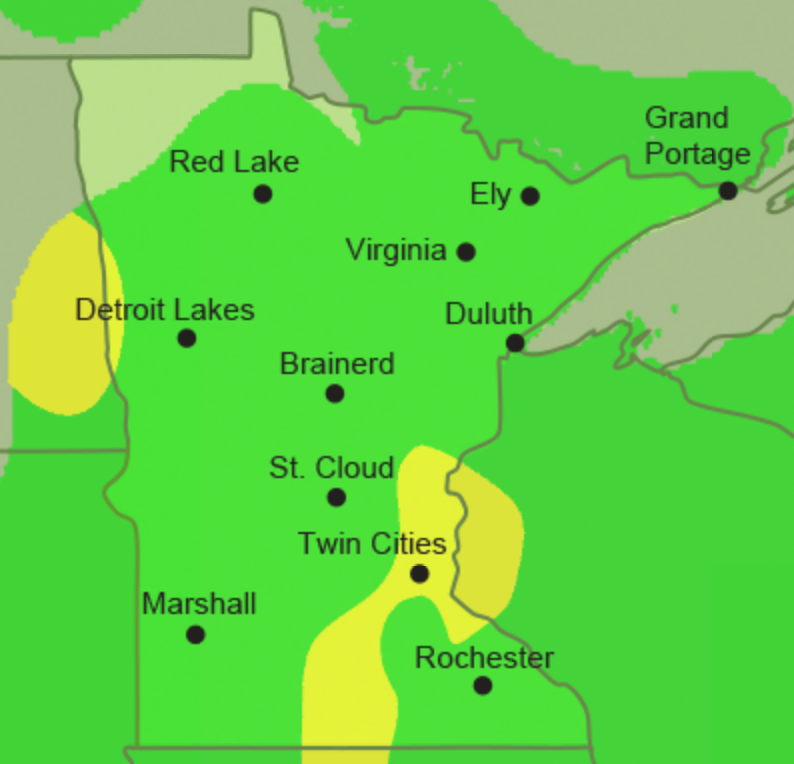 Grand
Portage
Red Lake
Ely
Virginia
Detroit Lakes
Duluth
Brainerd
St. Cloud
Twin Cities
Marshall
Rochester